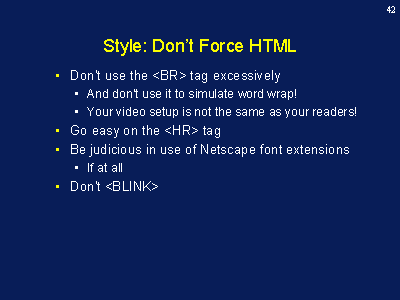 42
Style: Don't Force HTML
• Don't use the <BR> tag excessively
• And don't use it to simulate word wrap!
• Your video setup is not the same as your readers!
• Go easy on the <HR> tag
• Be judicious in use of Netscape font extensions
• If at all
• Don't <BLINK>